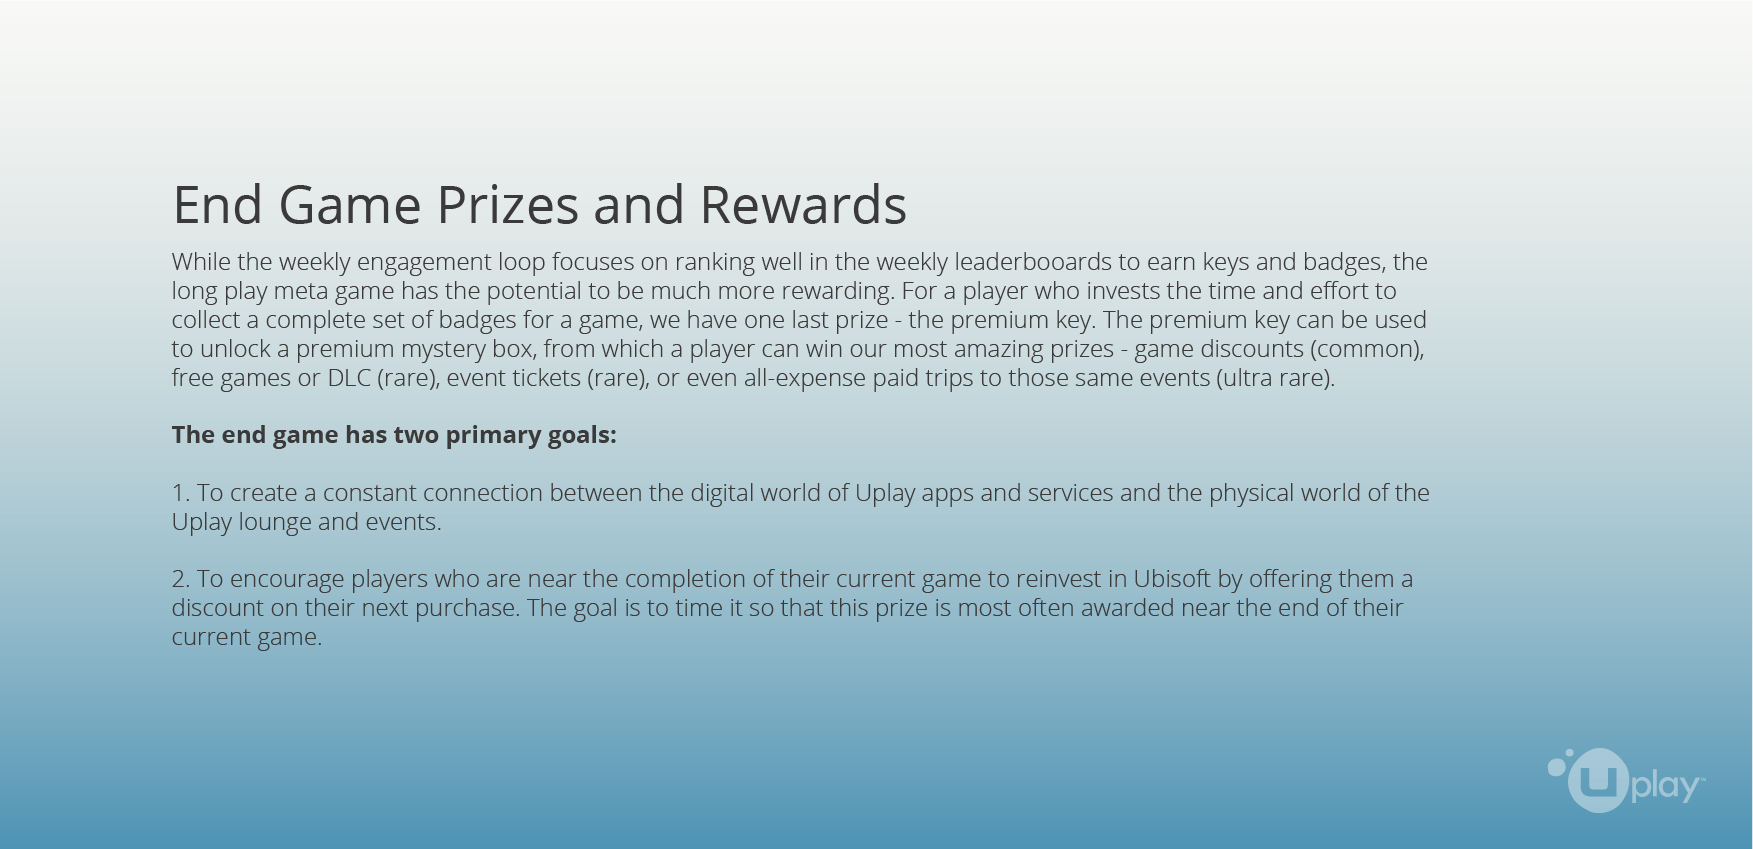 End Game Prizes and Rewards
While the weekly engagement loop focuses on ranking well in the weekly leaderbooards to earn keys and badges, the
long play meta game has the potential to be much more rewarding. For a player who invests the time and effort to
collect a complete set of badges for a game, we have one last prize - the premium key. The premium key can be used
to unlock a premium mystery box, from which a player can win our most amazing prizes - game discounts (common),
free games or DLC (rare), event tickets (rare), or even all-expense paid trips to those same events (ultra rare).
The end game has two primary goals:
1. To create a constant connection between the digital world of Uplay apps and services and the physical world of the
Uplay lounge and events.
2. To encourage players who are near the completion of their current game to reinvest in Ubisoft by offering them a
discount on their next purchase. The goal is to time it so that this prize is most often awarded near the end of their
current game.
Uplay™